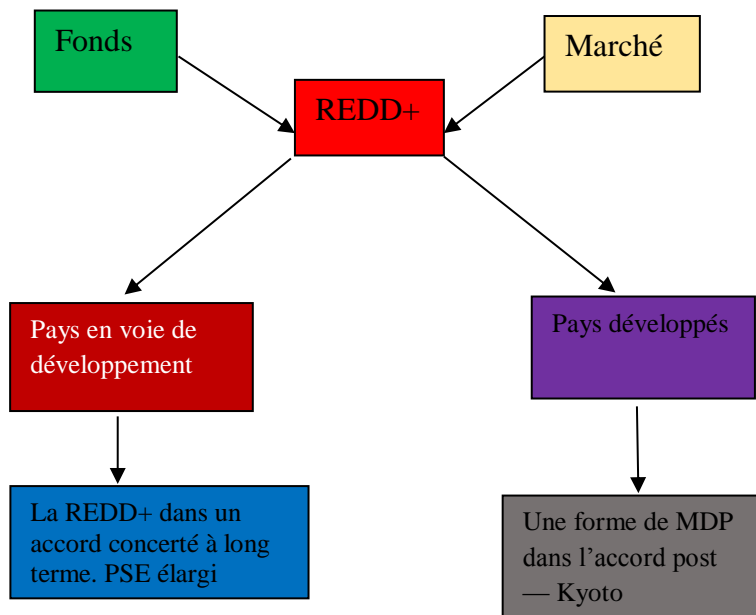 Fonds
Marché
REDD+
Pays en voie de
développement
Pays développés
La REDD+ dans un
accord concerté à long
terme. PSE élargi
Une forme de MDP
dans l’accord post
— Kyoto